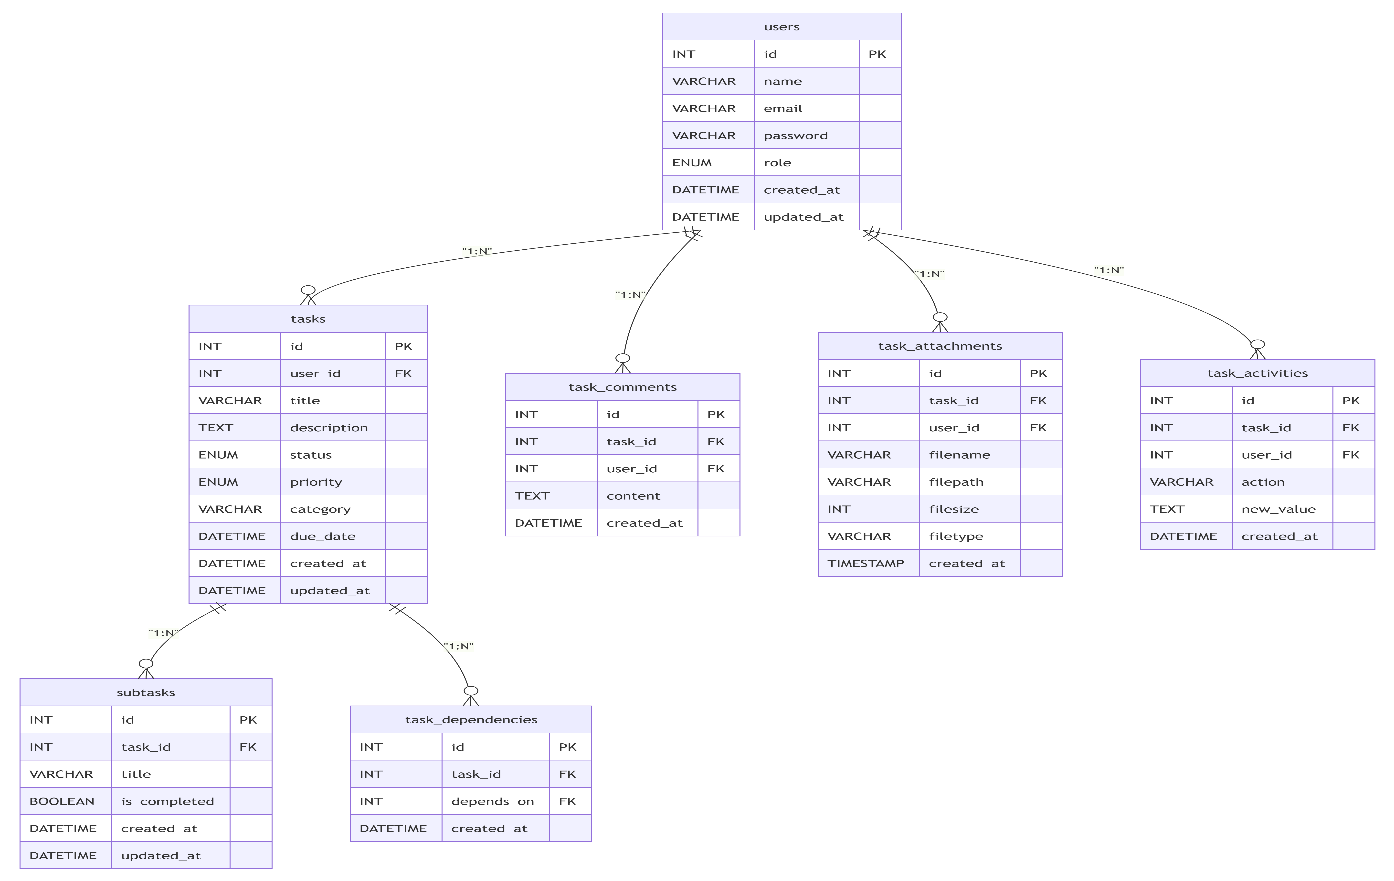 users
INT id PK
VARCHAR name
VARCHAR email
VARCHAR password
ENUM role
DATETIME created_at
DATETIME updated_at
"1:N"
"1:N"
"1:N"
"1:N"
tasks
INT id PK
INT user_id FK
VARCHAR title
TEXT description
ENUM status
ENUM priority
VARCHAR category
DATETIME due_date
DATETIME created_at
DATETIME updated_at
task_comments
INT id PK
INT task_id FK
INT user_id FK
TEXT content
DATETIME created_at
task_attachments
INT id PK
INT task_id FK
INT user_id FK
VARCHAR filename
VARCHAR filepath
INT filesize
VARCHAR filetype
TIMESTAMP created_at
task_activities
INT id PK
INT task_id FK
INT user_id FK
VARCHAR action
TEXT new_value
DATETIME created_at
"1:N"
"1:N"
subtasks
INT id PK
INT task_id FK
VARCHAR title
BOOLEAN is_completed
DATETIME created_at
DATETIME updated_at
task_dependencies
INT id PK
INT task_id FK
INT depends_on FK
DATETIME created_at